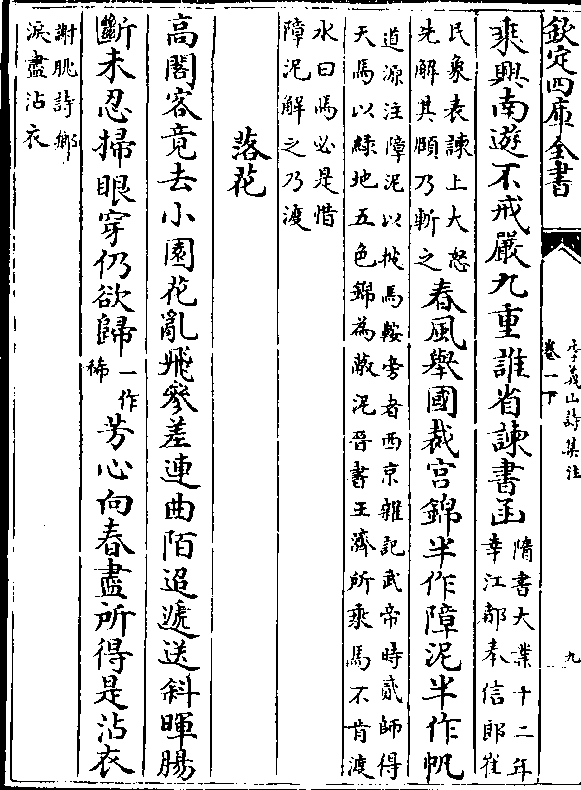 欽定四庫全書
李義山詩集注
卷一下
九
乘興南遊不戒嚴九重誰省諫書函
隋書大業十二年
幸江都奉信郎崔
民象表諫上大怒
先解其頤乃斬之
春風舉國裁宫錦半作障泥半作帆
道源注障泥以披馬鞍旁者西京雜記武帝時貳師得
天馬以緑地五色錦為蔽泥晉書王濟所乘馬不肯渡
水曰馬必是惜
障泥解之乃渡
落花
高閣客竟去小園花亂飛參差連曲陌迢遞送斜暉腸
斷未忍掃眼穿仍欲歸
一作
稀
芳心向春盡所得是沾衣
謝脁詩鄉
淚盡沾衣